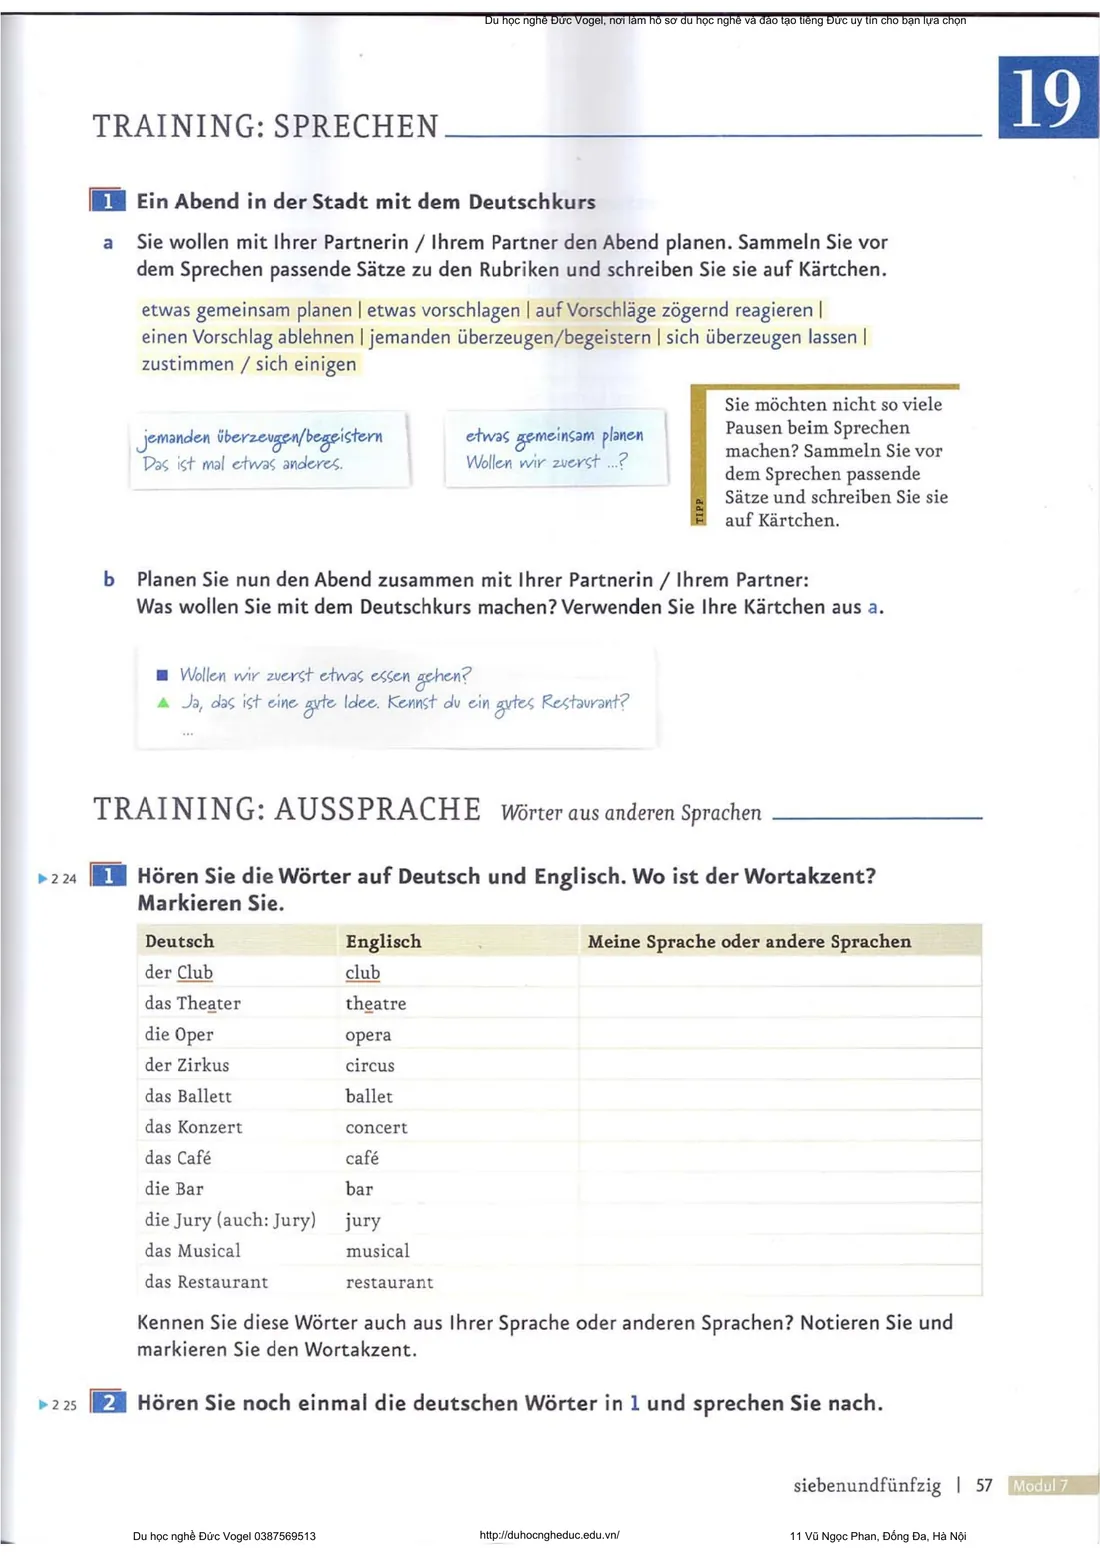 Du học nghề Đức Vogel, nơi làm hồ sơ du học nghề và đào tạo tiếng Đức uy tín cho bạn lựa chọn
19
TRAINING: SPRECHEN
1 Ein Abend in der Stadt mit dem Deutschkurs
a Sie wollen mit Ihrer Partnerin / Ihrem Partner den Abend planen. Sammeln Sie vor
dem Sprechen passende Sätze zu den Rubriken und schreiben Sie sie auf Kärtchen.
etwas gemeinsam planen | etwas vorschlagen | auf Vorschläge zögernd reagieren |
einen Vorschlag ablehnen | jemanden überzeugen/begeistern | sich überzeugen lassen |
zustimmen / sich einigen
jemanden überzeugen/begeistern
Das ist mal etwas anderes.
etwas gemeinsam planen
Wollen wir zuerst ...?
TIPP
Sie möchten nicht so viele
Pausen beim Sprechen
machen? Sammeln Sie vor
dem Sprechen passende
Sätze und schreiben Sie sie
auf Kärtchen.
b Planen Sie nun den Abend zusammen mit Ihrer Partnerin / Ihrem Partner:
Was wollen Sie mit dem Deutschkurs machen? Verwenden Sie Ihre Kärtchen aus a.
■ Wollen wir zuerst etwas essen gehen?
▲ Ja, das ist eine gute Idee. Kennst du ein gutes Restaurant?
...
TRAINING: AUSSPRACHE Wörter aus anderen Sprachen
▶ 2 24 1 Hören Sie die Wörter auf Deutsch und Englisch. Wo ist der Wortakzent?
Markieren Sie.
Deutsch Englisch Meine Sprache oder andere Sprachen
der Club club
das Theater theatre
die Oper opera
der Zirkus circus
das Ballett ballet
das Konzert concert
das Café café
die Bar bar
die Jury (auch: Jury) jury
das Musical musical
das Restaurant restaurant
Kennen Sie diese Wörter auch aus Ihrer Sprache oder anderen Sprachen? Notieren Sie und
markieren Sie den Wortakzent.
▶ 2 25 2 Hören Sie noch einmal die deutschen Wörter in 1 und sprechen Sie nach.
siebenundfünfzig | 57 Modul 7
Du học nghề Đức Vogel 0387569513 http://duhocngheduc.edu.vn/ 11 Vũ Ngọc Phan, Đống Đa, Hà Nội